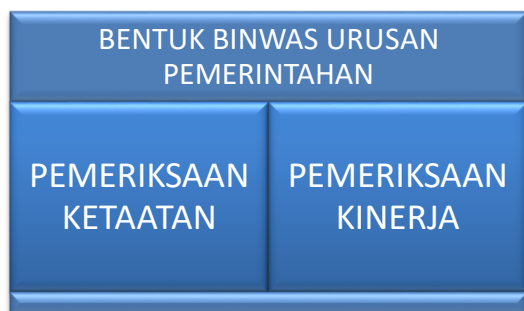 BENTUK BINWAS URUSAN
PEMERINTAHAN
PEMERIKSAAN
KETAATAN
PEMERIKSAAN
KINERJA